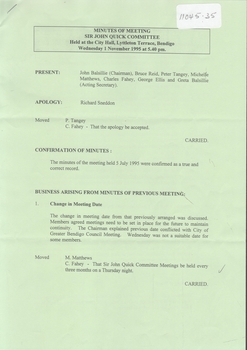 11045-35
MINUTES OF MEETING
SIR JOHN QUICK COMMITTEE
Held at the City Hall, Lyttleton Terrace, Bendigo
Wednesday 1 November 1995 at 5.40 pm.
PRESENT: John Bainillo (Chairman), Bruce Reid, Peter Tangey, Michelle
Matthews, Charles Fahey, George Ellis and Greta Baintllie
(Acting Secretary).
APOLOGY: Richard Sneddon
Moved P. Tangey
C. Fahey - That the apology be accepted.
CARRIED.
CONFIRMATION OF MINUTES :
The minutes of the meeting held 5 July 1995 were confirmed as a true and
correct record.
BUSINESS ARISING FROM MINUTES OF PREVIOUS MEETING:
1. Change in Meeting Date
The change in meeting date from that previously arranged was discussed.
Members agreed meetings need to be set in place for the future to maintain
continuity. The Chairman explained previous date conflicted with City of
Greater Bendigo Council Meeting. Wednesday was not a suitable date for
some members.
Moved M. Matthews
C. Fahey - That Sir John Quick Committee Meetings be held every
three months on a Thursday night.
CARRIED.